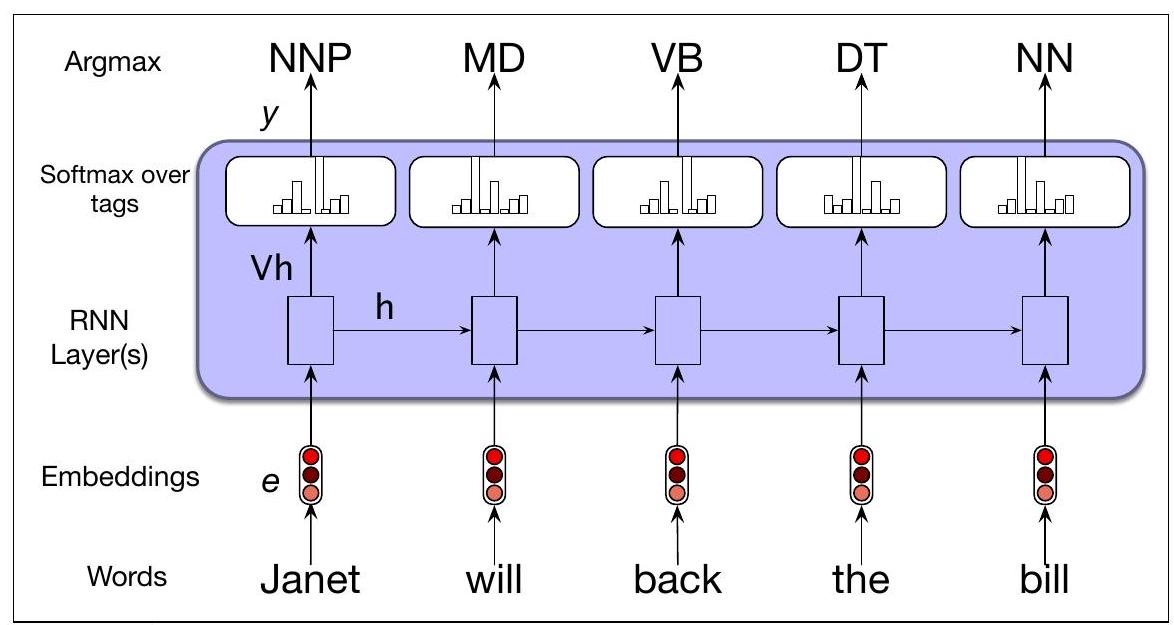 Argmax NNP MD VB DT NN
y
Softmax over
tags
Vh
h
RNN
Layer(s)
Embeddings e
Words Janet will back the bill